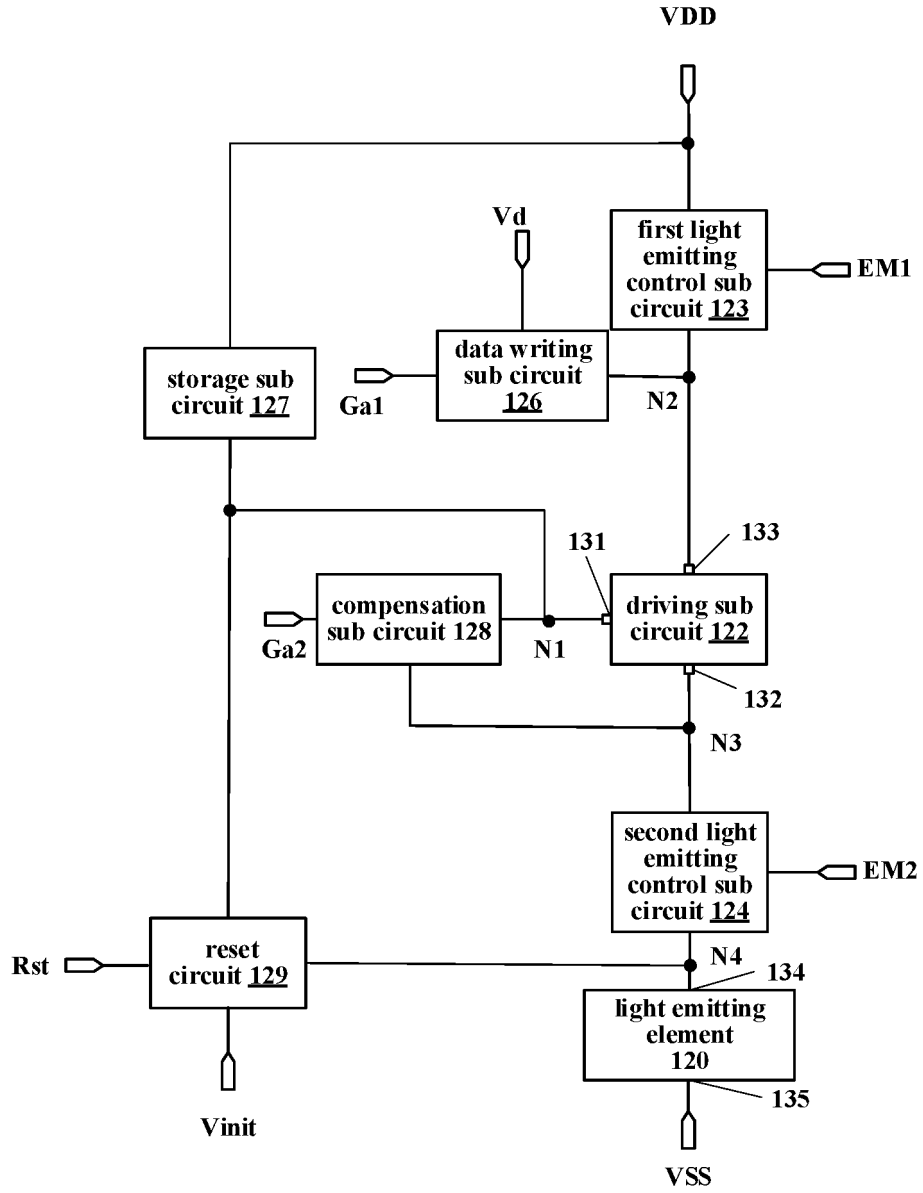 VDD
Vd
first light
emitting
control sub
circuit 123
EM1
data writing
sub circuit
126
storage sub
circuit 127
Ga1
N2
131
133
compensation
sub circuit 128
driving sub
circuit 122
Ga2
N1
132
N3
second light
emitting
control sub
circuit 124
EM2
Rst
reset
circuit 129
N4
134
light emitting
element
120
135
Vinit
VSS